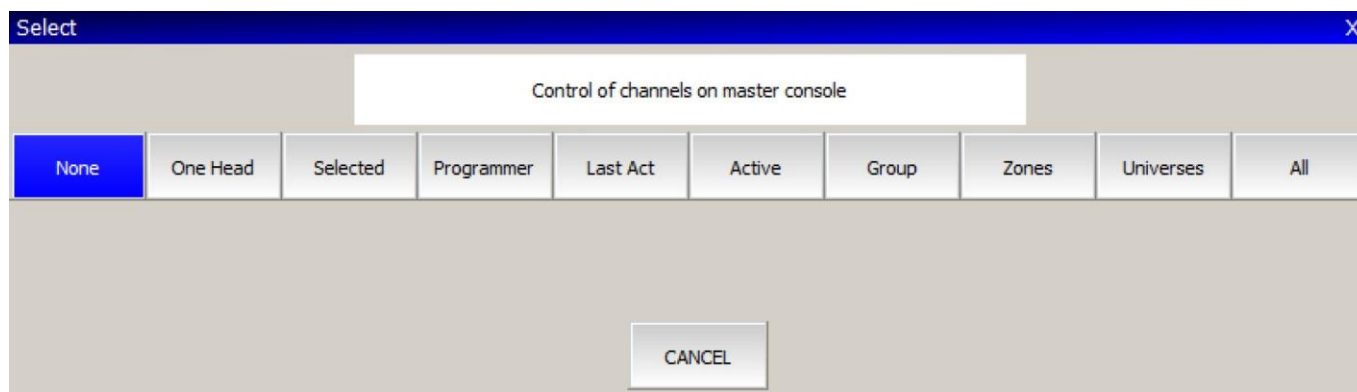 Select X
Control of channels on master console
None One Head Selected Programmer Last Act Active Group Zones Universes All
CANCEL